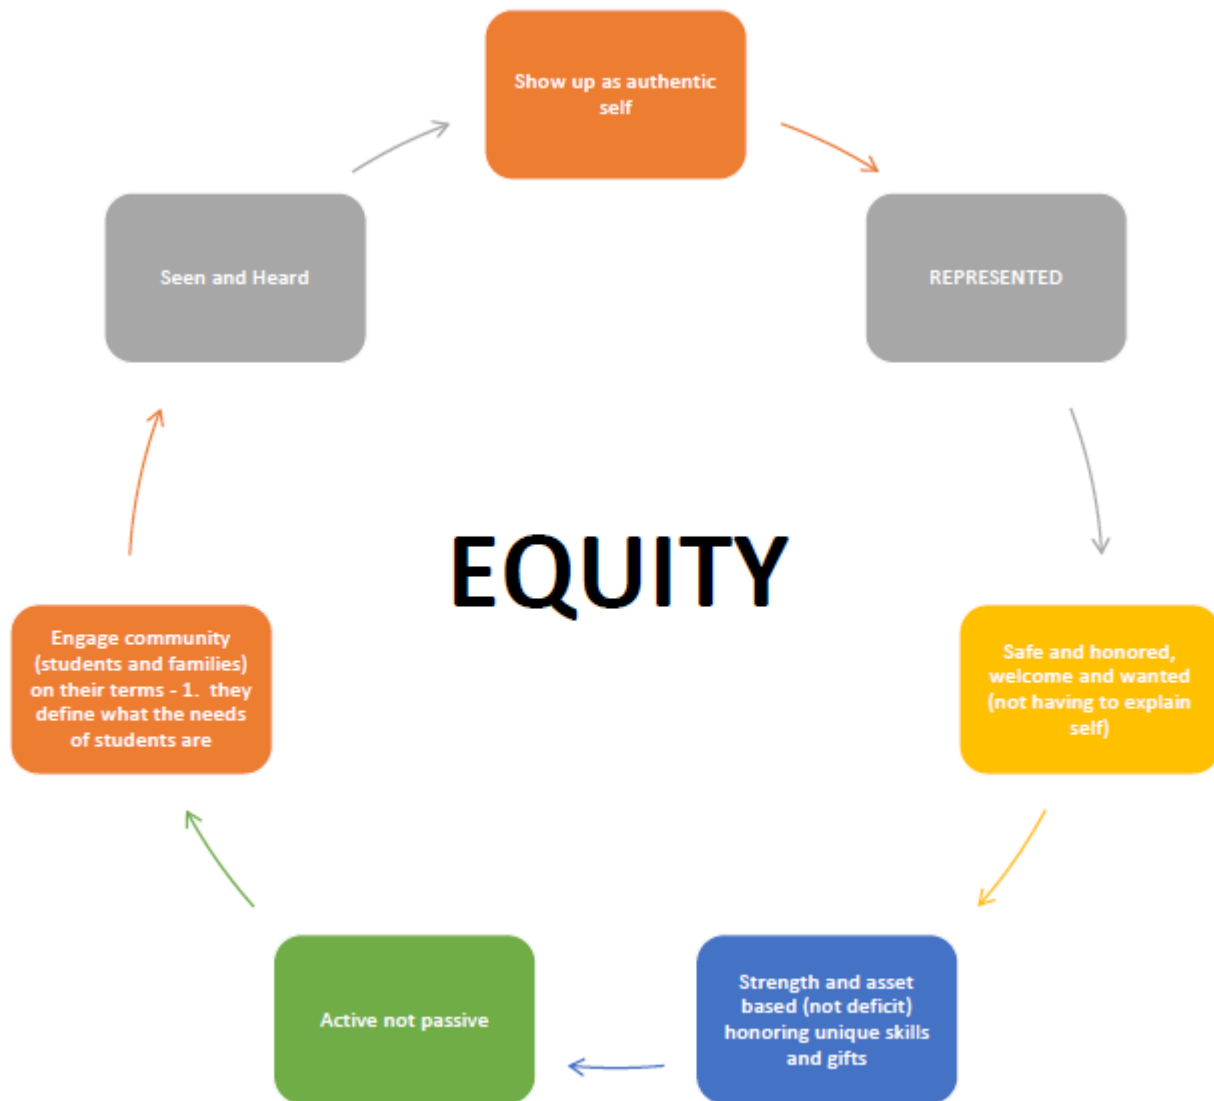 Show up as authentic
self
REPRESENTED
Safe and honored,
welcome and wanted
(not having to explain
self)
Strength and asset
based (not deficit)
honoring unique skills
and gifts
Active not passive
Engage community
(students and families)
on their terms - 1.  they
define what the needs
of students are
Seen and Heard
EQUITY